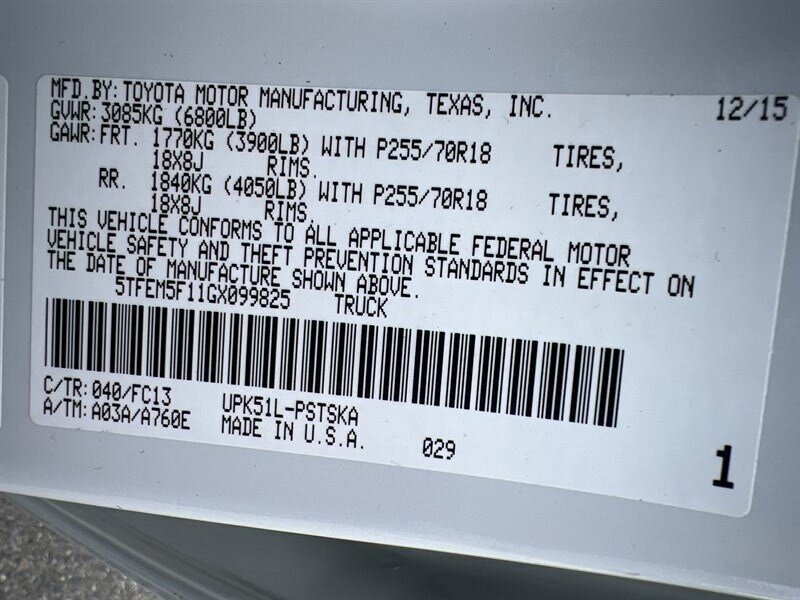 MFD.BY:TOYOTA MOTOR MANUFACTURING, TEXAS, INC. 12/15
GVWR:3085KG (6800LB)
GAWR:FRT. 1770KG (3900LB) WITH P255/70R18 TIRES,
18X8J RIMS.
RR. 1840KG (4050LB) WITH P255/70R18 TIRES,
18X8J RIMS.
THIS VEHICLE CONFORMS TO ALL APPLICABLE FEDERAL MOTOR
VEHICLE SAFETY AND THEFT PREVENTION STANDARDS IN EFFECT ON
THE DATE OF MANUFACTURE SHOWN ABOVE.
5TFEM5F11GX099825 TRUCK
C/TR:040/FC13 UPK51L-PSTSKA
A/TM:A03A/A760E MADE IN U.S.A. 029
1